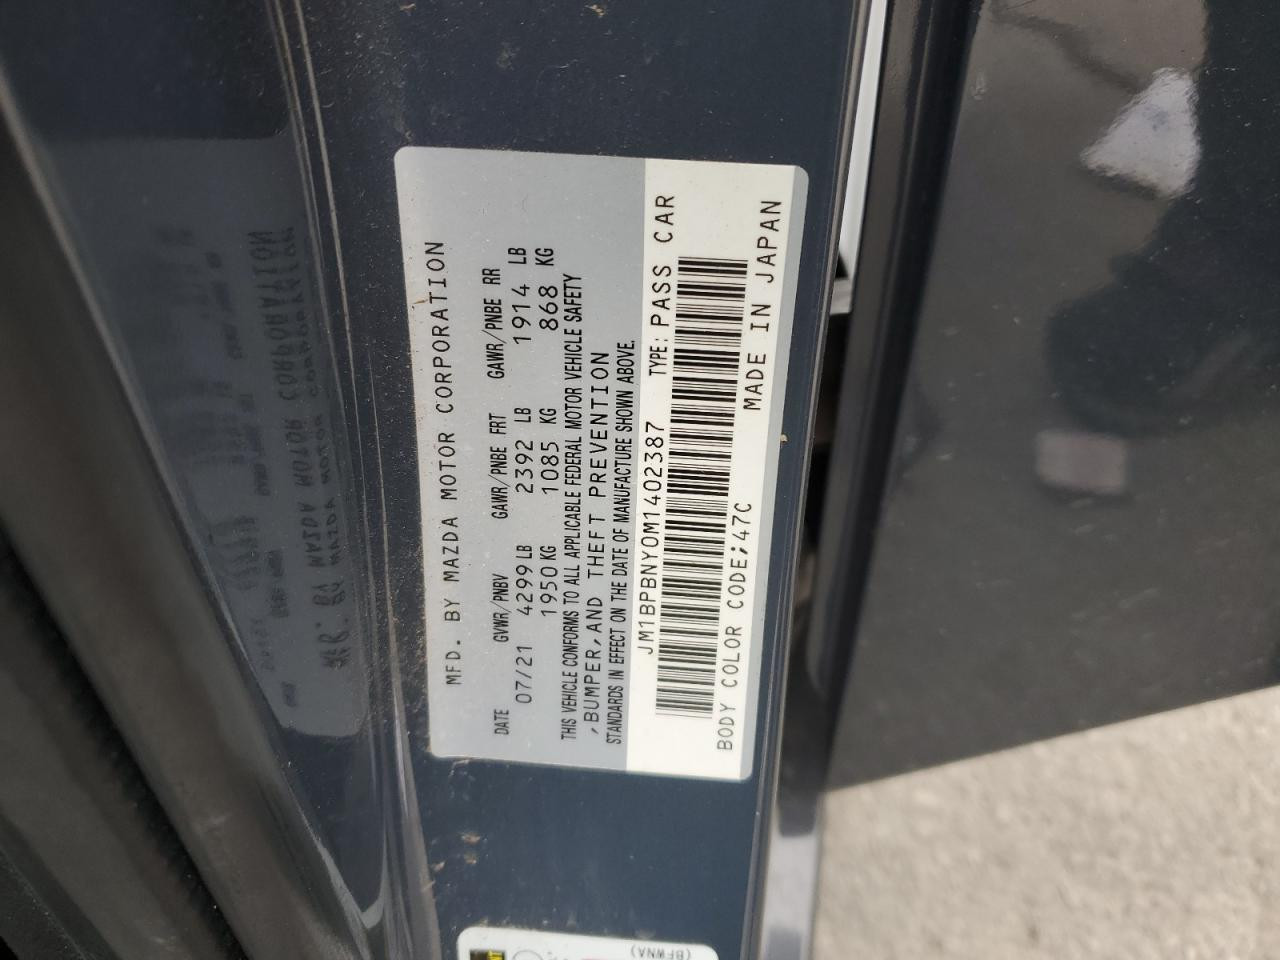 MFD. BY MAZDA MOTOR CORPORATION
DATE GVWR/PNBV GAWR/PNBE FRT GAWR/PNBE RR
07/21 4299 LB 2392 LB 1914 LB
1950 KG 1085 KG 868 KG
THIS VEHICLE CONFORMS TO ALL APPLICABLE FEDERAL MOTOR VEHICLE SAFETY
,BUMPER,AND THEFT PREVENTION
STANDARDS IN EFFECT ON THE DATE OF MANUFACTURE SHOWN ABOVE.
JM1BPBNY0M1402387 TYPE: PASS CAR
BODY COLOR CODE;47C MADE IN JAPAN
(BFWNA)